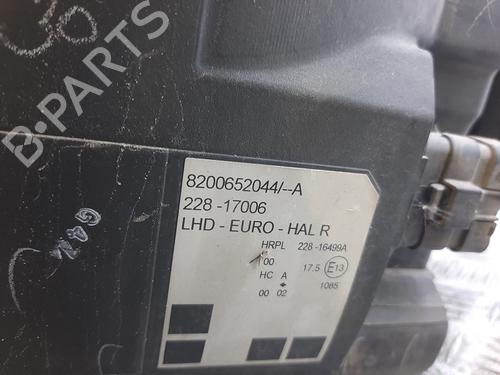 B-PARTS
8200652044/--A
228 -17006
LHD - EURO - HAL R
HRPL 228 -16499A
00 17.5 E13
HC A
1085
00 02